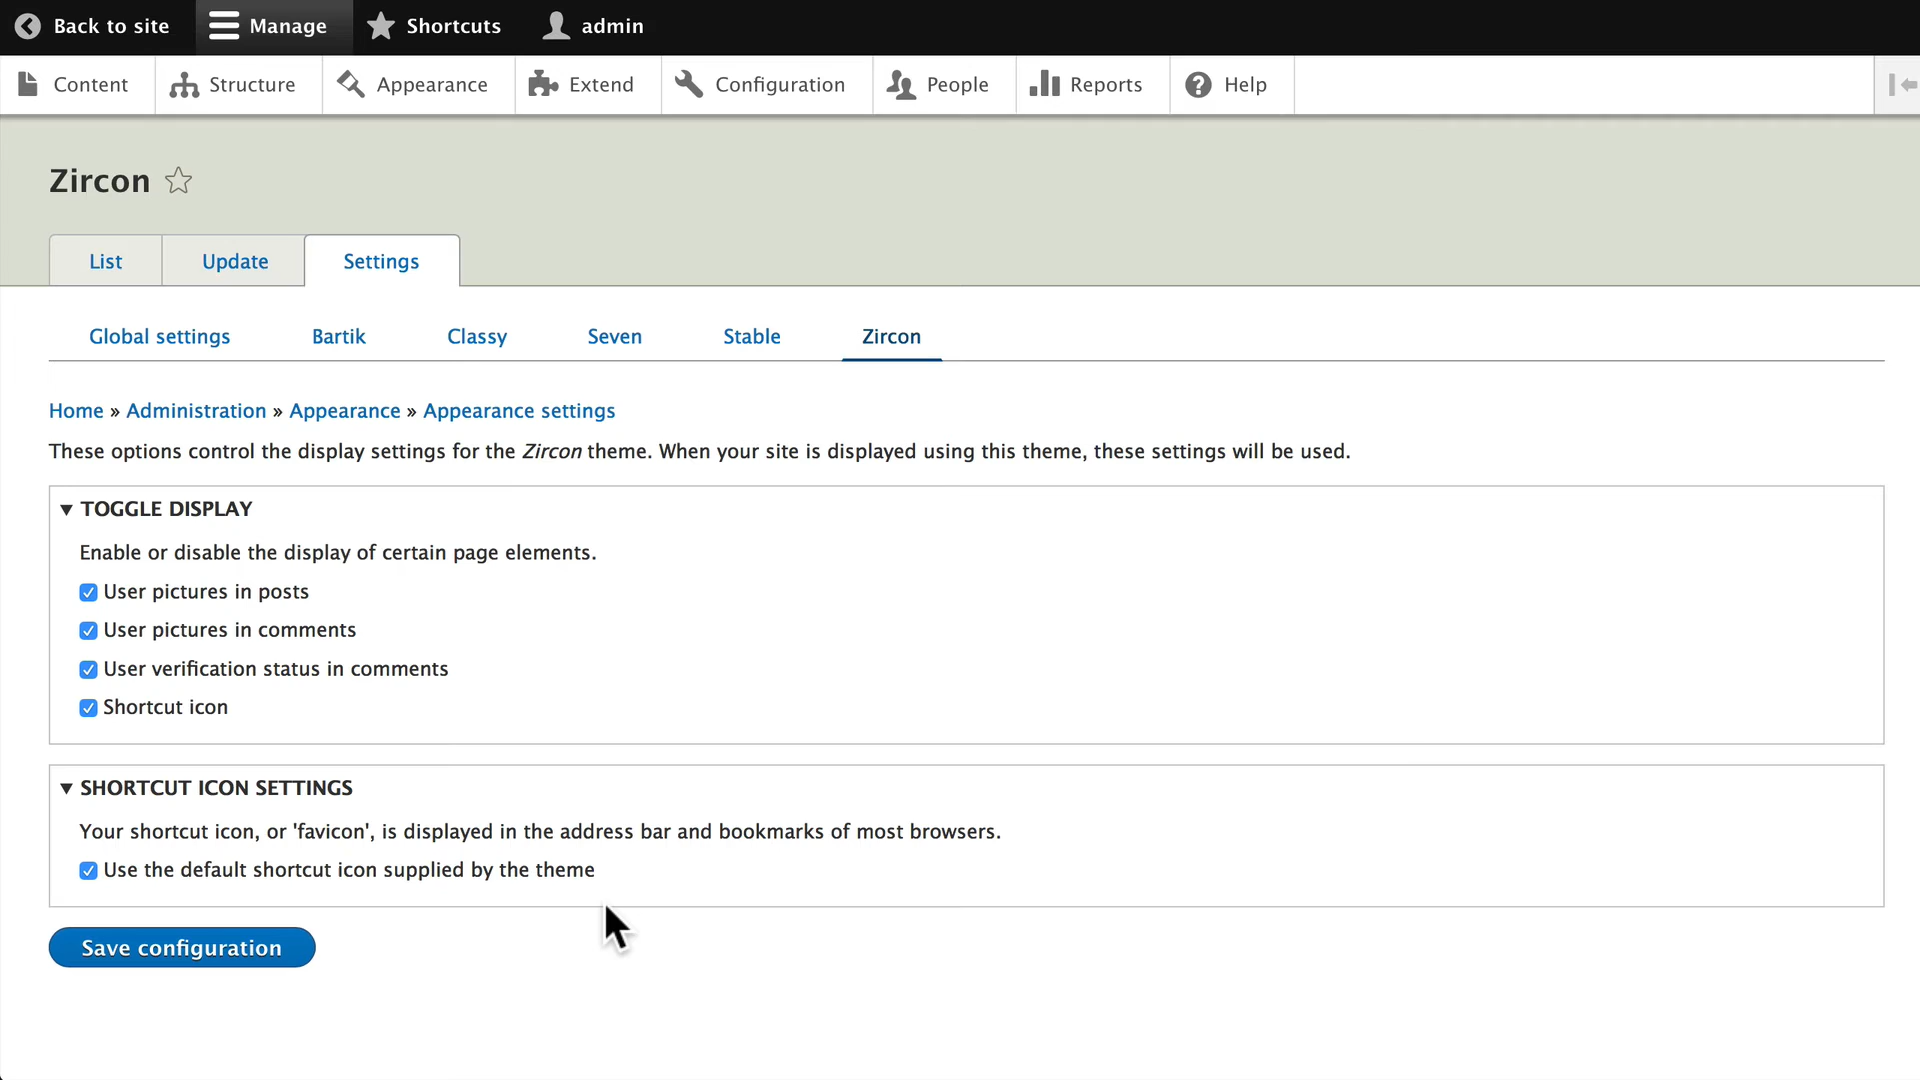 Back to site Manage Shortcuts admin
Content Structure Appearance Extend Configuration People Reports Help
Zircon
List Update Settings
Global settings Bartik Classy Seven Stable Zircon
Home » Administration » Appearance » Appearance settings
These options control the display settings for the Zircon theme. When your site is displayed using this theme, these settings will be used.
TOGGLE DISPLAY
Enable or disable the display of certain page elements.
User pictures in posts
User pictures in comments
User verification status in comments
Shortcut icon
SHORTCUT ICON SETTINGS
Your shortcut icon, or 'favicon', is displayed in the address bar and bookmarks of most browsers.
Use the default shortcut icon supplied by the theme
Save configuration